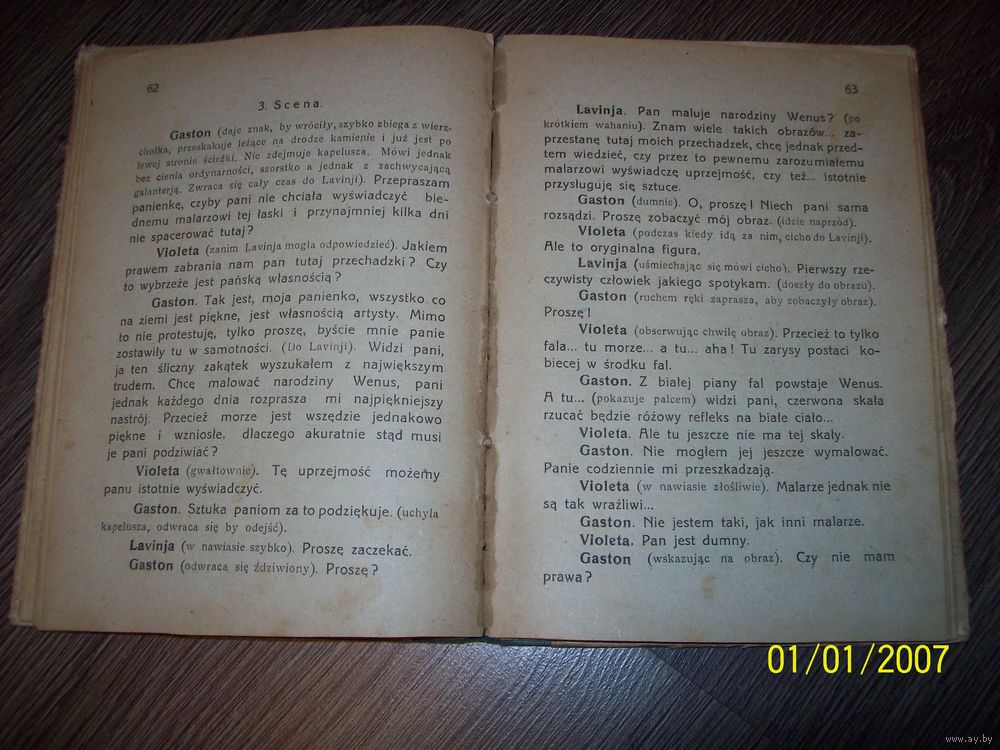 62
3. Scena.
Gaston (daje znak, by wróciły, szybko zbiega z wierz-
chołka, przeskakuje leżące na drodze kamienie i już jest po
lewej stronie ścieżki. Nie zdejmuje kapelusza. Mówi jednak
bez cienia ordynarności, szorstko a jednak z zachwycającą
galanterją. Zwraca się cały czas do Lavinji). Przepraszam
panienkę, czyby pani nie chciała wyświadczyć bie-
dnemu malarzowi tej łaski i przynajmniej kilka dni
nie spacerować tutaj?
Violeta (zanim Lavinja mogła odpowiedzieć). Jakiem
prawem zabrania nam pan tutaj przechadzki? Czy
to wybrzeże jest pańską własnością?
Gaston. Tak jest, moja panienko, wszystko co
na ziemi jest piękne, jest własnością artysty. Mimo
to nie protestuję, tylko proszę, byście mnie panie
zostawiły tu w samotności. (Do Lavinji). Widzi pani,
ja ten śliczny zakątek wyszukałem z największym
trudem. Chcę malować narodziny Wenus, pani
jednak każdego dnia rozprasza mi najpiękniejszy
nastrój. Przecież morze jest wszędzie jednakowo
piękne i wzniosłe, dlaczego akuratnie stąd musi
je pani podziwiać?
Violeta (gwałtownie). Tę uprzejmość możemy
panu istotnie wyświadczyć.
Gaston. Sztuka paniom za to podziękuje. (uchyla
kapelusza, odwraca się by odejść).
Lavinja (w nawiasie szybko). Proszę zaczekać.
Gaston (odwraca się ździwiony). Proszę?
63
Lavinja. Pan maluje narodziny Wenus? (po
krótkiem wahaniu). Znam wiele takich obrazów... za-
przestanę tutaj moich przechadzek, chcę jednak przed-
tem wiedzieć, czy przez to pewnemu zarozumiałemu
malarzowi wyświadczę uprzejmość, czy też... istotnie
przysługuję się sztuce.
Gaston (dumnie). O, proszę! Niech pani sama
rozsądzi. Proszę zobaczyć mój obraz. (idzie naprzód).
Violeta (podczas kiedy idą za nim, cicho do Lavinji).
Ale to oryginalna figura.
Lavinja (uśmiechając się mówi cicho). Pierwszy rze-
czywisty człowiek jakiego spotykam. (doszły do obrazu).
Gaston (ruchem ręki zaprasza, aby zobaczyły obraz).
Proszę!
Violeta (obserwując chwilę obraz). Przecież to tylko
fala... tu morze... a tu... aha! Tu zarysy postaci ko-
biecej w środku fal.
Gaston. Z białej piany fal powstaje Wenus.
A tu... (pokazuje palcem) widzi pani, czerwona skała
rzucać będzie różowy refleks na białe ciało...
Violeta. Ale tu jeszcze nie ma tej skały.
Gaston. Nie mogłem jej jeszcze wymalować.
Panie codziennie mi przeszkadzają.
Violeta (w nawiasie złośliwie). Malarze jednak nie
są tak wrażliwi...
Gaston. Nie jestem taki, jak inni malarze.
Violeta. Pan jest dumny.
Gaston (wskazując na obraz). Czy nie mam
prawa?
01/01/2007
www.ay.by